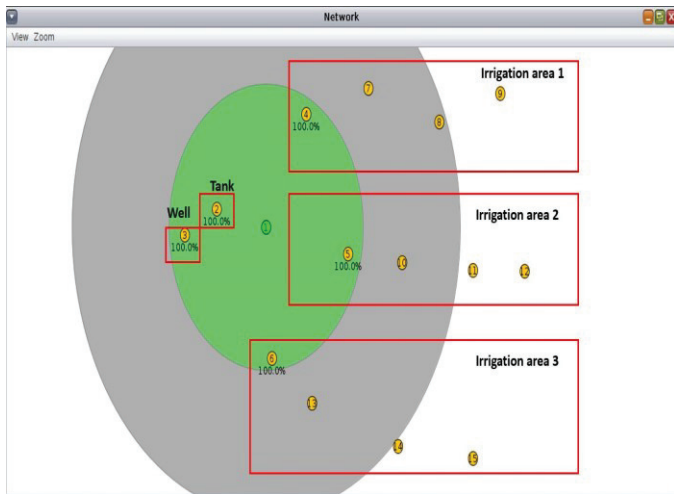 Network
View Zoom
Irrigation area 1
7
9
4
8
100.0%
Tank
Well
2
100.0%
Irrigation area 2
1
3
100.0%
5
100.0%
10
11
12
6
100.0%
Irrigation area 3
13
14
15